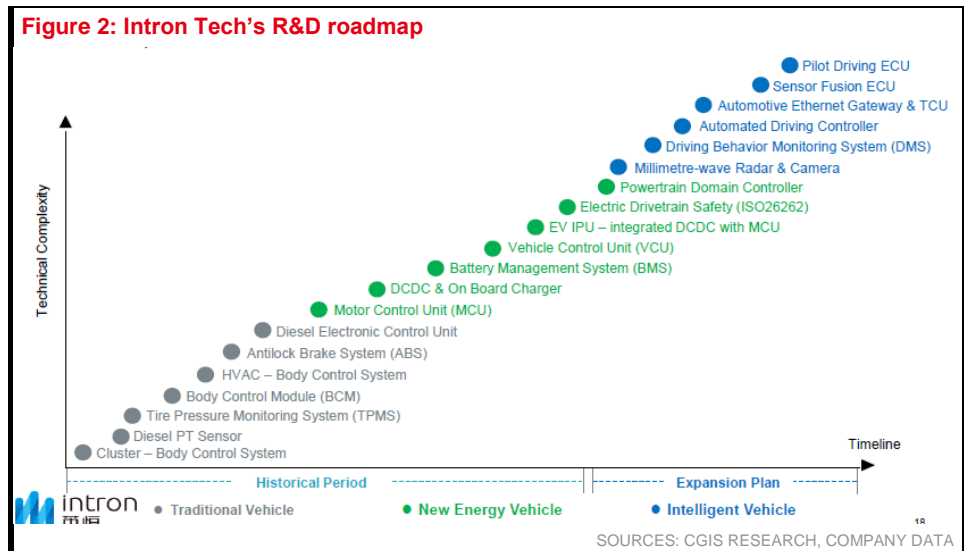 Figure 2: Intron Tech's R&D roadmap
Pilot Driving ECU
Sensor Fusion ECU
Automotive Ethernet Gateway & TCU
Automated Driving Controller
Driving Behavior Monitoring System (DMS)
Millimetre-wave Radar & Camera
Powertrain Domain Controller
Electric Drivetrain Safety (ISO26262)
EV IPU – integrated DCDC with MCU
Vehicle Control Unit (VCU)
Battery Management System (BMS)
DCDC & On Board Charger
Motor Control Unit (MCU)
Diesel Electronic Control Unit
Antilock Brake System (ABS)
HVAC – Body Control System
Body Control Module (BCM)
Tire Pressure Monitoring System (TPMS)
Diesel PT Sensor
Cluster – Body Control System
Technical Complexity
Timeline
Historical Period
Expansion Plan
intron
英恒
Traditional Vehicle
New Energy Vehicle
Intelligent Vehicle
18
SOURCES: CGIS RESEARCH, COMPANY DATA